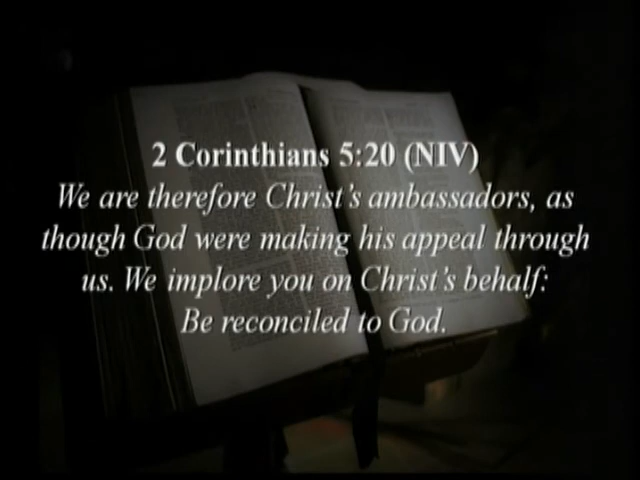 2 Corinthians 5:20 (NIV)
We are therefore Christ's ambassadors, as
though God were making his appeal through
us. We implore you on Christ's behalf:
Be reconciled to God.